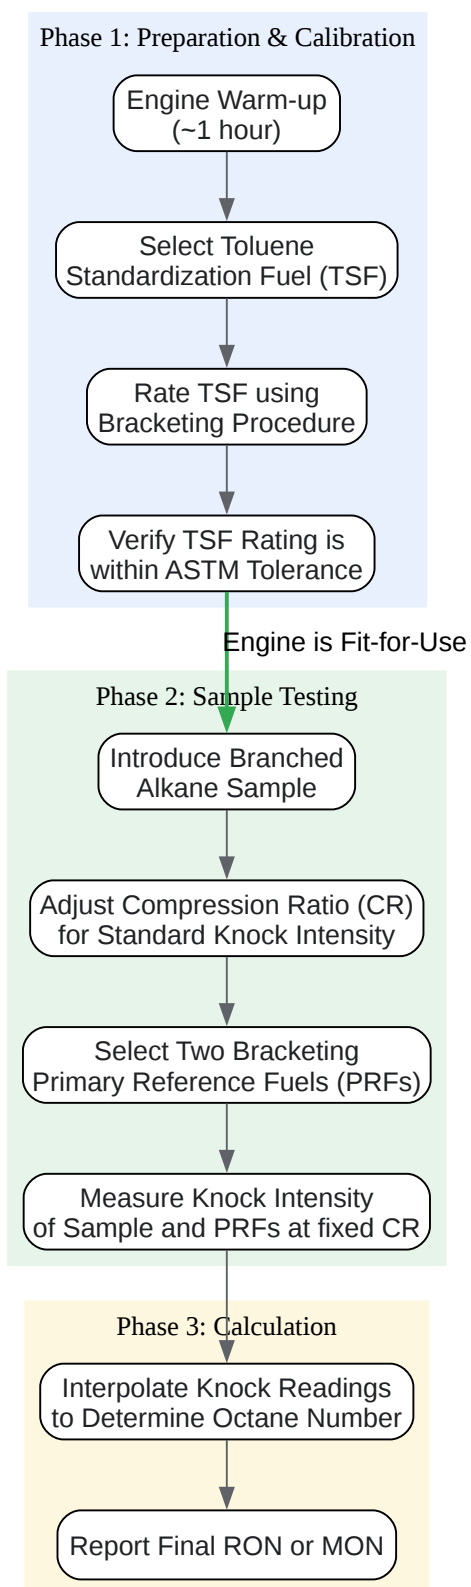 Phase 1: Preparation & Calibration
Engine Warm-up
(~1 hour)
Select Toluene
Standardization Fuel (TSF)
Rate TSF using
Bracketing Procedure
Verify TSF Rating is
within ASTM Tolerance
Engine is Fit-for-Use
Phase 2: Sample Testing
Introduce Branched
Alkane Sample
Adjust Compression Ratio (CR)
for Standard Knock Intensity
Select Two Bracketing
Primary Reference Fuels (PRFs)
Measure Knock Intensity
of Sample and PRFs at fixed CR
Phase 3: Calculation
Interpolate Knock Readings
to Determine Octane Number
Report Final RON or MON